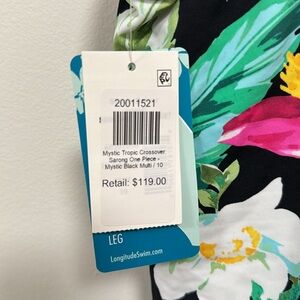 20011521
Mystic Tropic Crossover
Sarong One Piece -
Mystic Black Multi / 10
Retail: $119.00
LEG
LongitudeSwim.com